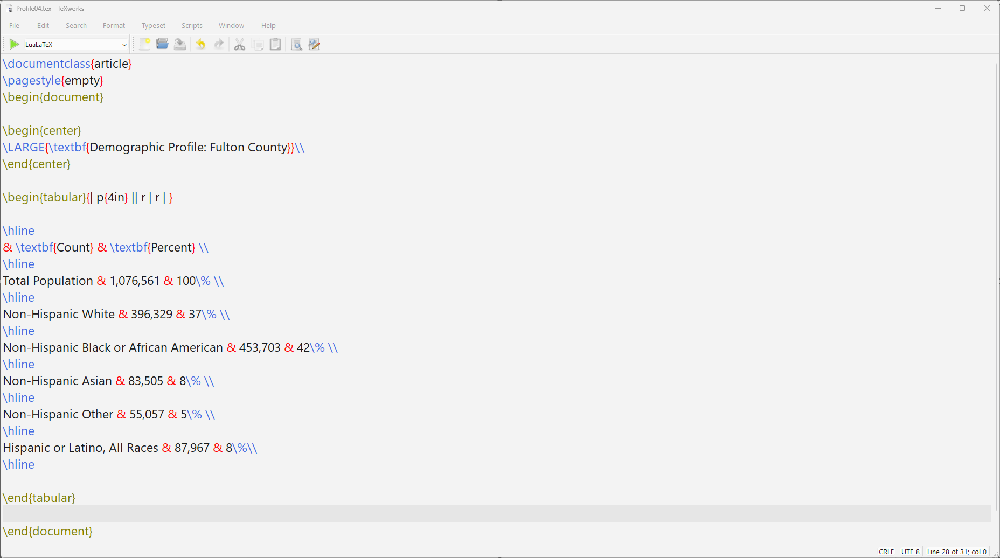 Profile04.tex - TeXworks
File Edit Search Format Typeset Scripts Window Help
LuaLaTeX
\documentclass{article}
\pagestyle{empty}
\begin{document}
\begin{center}
\LARGE{\textbf{Demographic Profile: Fulton County}}\\
\end{center}
\begin{tabular}{| p{4in} || r | r | }
\hline
& \textbf{Count} & \textbf{Percent} \\
\hline
Total Population & 1,076,561 & 100\% \\
\hline
Non-Hispanic White & 396,329 & 37\% \\
\hline
Non-Hispanic Black or African American & 453,703 & 42\% \\
\hline
Non-Hispanic Asian & 83,505 & 8\% \\
\hline
Non-Hispanic Other & 55,057 & 5\% \\
\hline
Hispanic or Latino, All Races & 87,967 & 8\%\\
\hline
\end{tabular}
\end{document}
CRLF UTF-8 Line 28 of 31; col 0